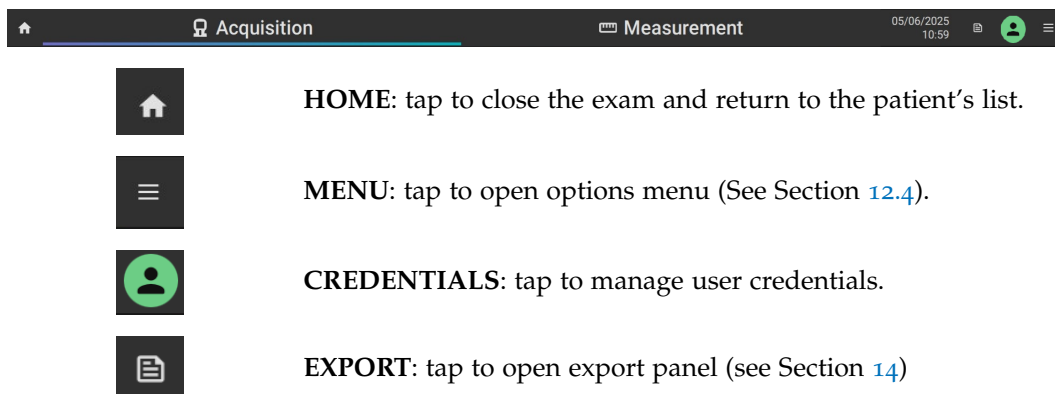 Acquisition
Measurement
05/06/2025
10:59
HOME: tap to close the exam and return to the patient’s list.
MENU: tap to open options menu (See Section 12.4).
CREDENTIALS: tap to manage user credentials.
EXPORT: tap to open export panel (see Section 14)